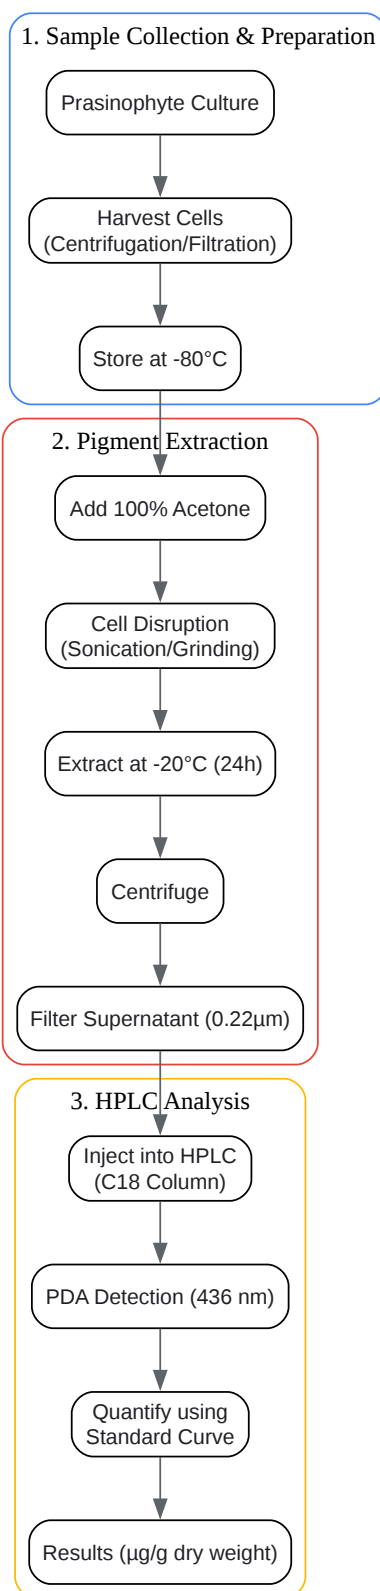 1. Sample Collection & Preparation
Prasinophyte Culture
Harvest Cells
(Centrifugation/Filtration)
Store at -80°C
2. Pigment Extraction
Add 100% Acetone
Cell Disruption
(Sonication/Grinding)
Extract at -20°C (24h)
Centrifuge
Filter Supernatant (0.22µm)
3. HPLC Analysis
Inject into HPLC
(C18 Column)
PDA Detection (436 nm)
Quantify using
Standard Curve
Results (µg/g dry weight)